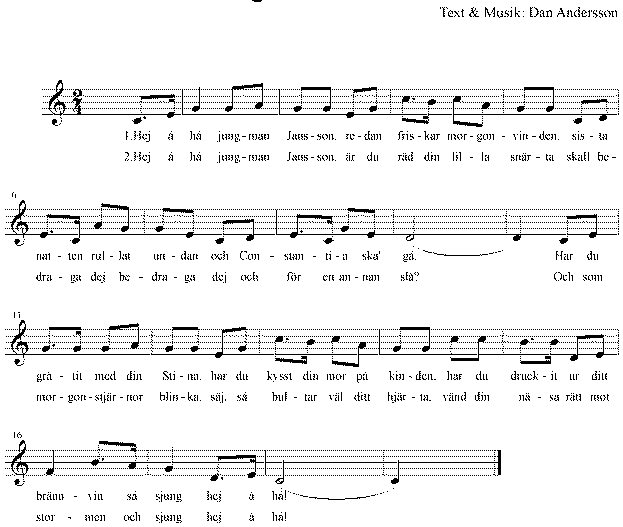 Text & Musik: Dan Andersson
2
4
1.Hej å hå jung-man Jans-son, re-dan fris-kar mor-gon-vin-den, sis-ta
2.Hej å hå jung-man Jans-son, är du räd din lil-la snär-ta skall be-
6
nat-ten rul-lat un-dan och Con-stan-ti-a ska' gå. Har du
dra-ga dej be-dra-ga dej och för en an-nan slå? Och som
11
grå-tit med din Sti-na, har du kysst din mor på kin-den, har du druck-it ur ditt
mor-gon-stjär-nor blin-ka, säj, så bul-tar väl ditt hjär-ta, vänd din nä-sa rätt mot
16
bränn-vin så sjung hej å hå!
stor-men och sjung hej å hå!